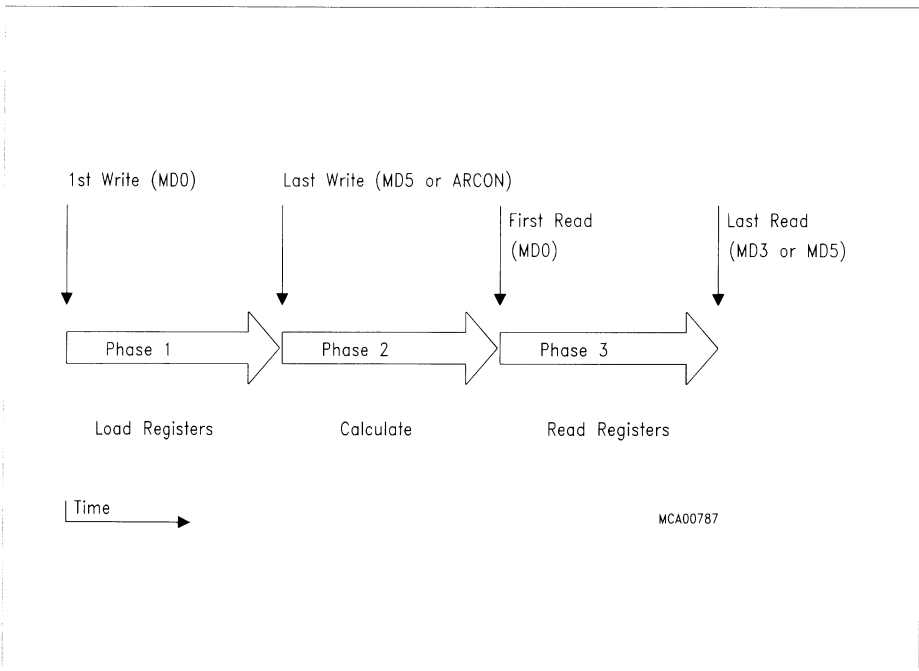 1st Write (MD0)
Last Write (MD5 or ARCON)
First Read
(MD0)
Last Read
(MD3 or MD5)
Phase 1
Phase 2
Phase 3
Load Registers
Calculate
Read Registers
Time
MCA00787